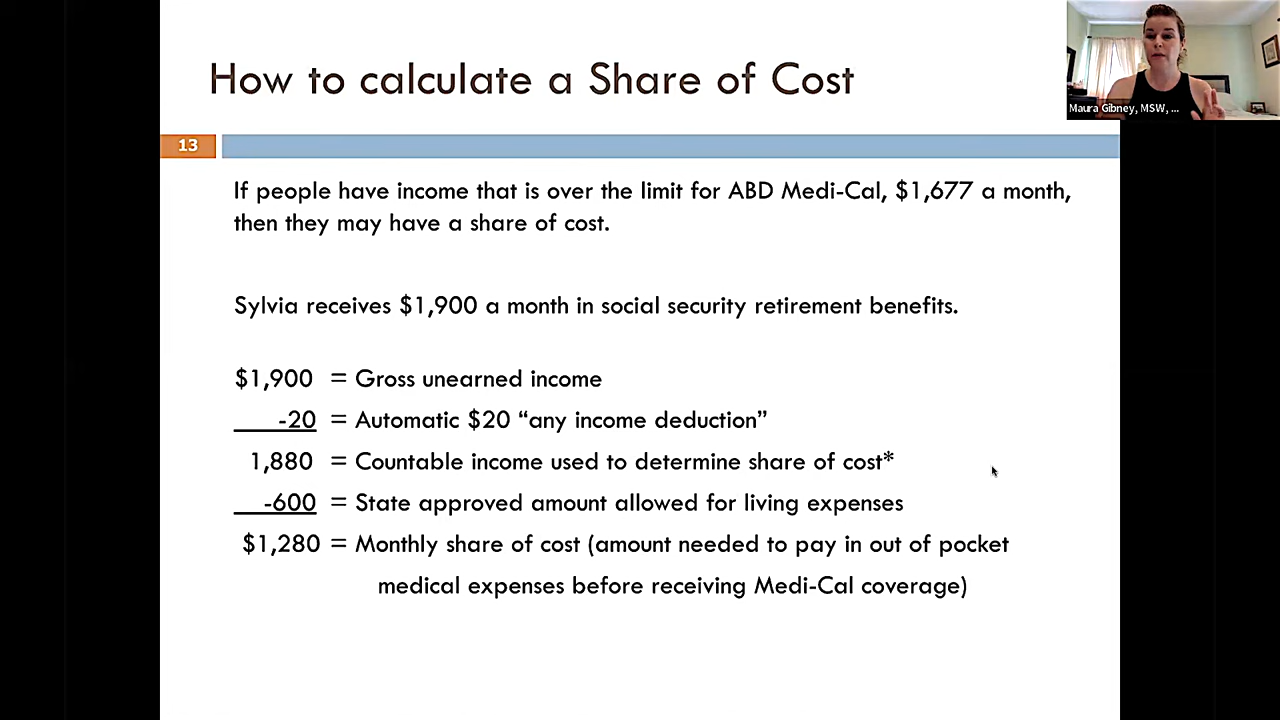 How to calculate a Share of Cost
Maura Gibney, MSW, ...
13
If people have income that is over the limit for ABD Medi-Cal, $1,677 a month,
then they may have a share of cost.
Sylvia receives $1,900 a month in social security retirement benefits.
$1,900 = Gross unearned income
-20 = Automatic $20 “any income deduction”
1,880 = Countable income used to determine share of cost*
-600 = State approved amount allowed for living expenses
$1,280 = Monthly share of cost (amount needed to pay in out of pocket
medical expenses before receiving Medi-Cal coverage)